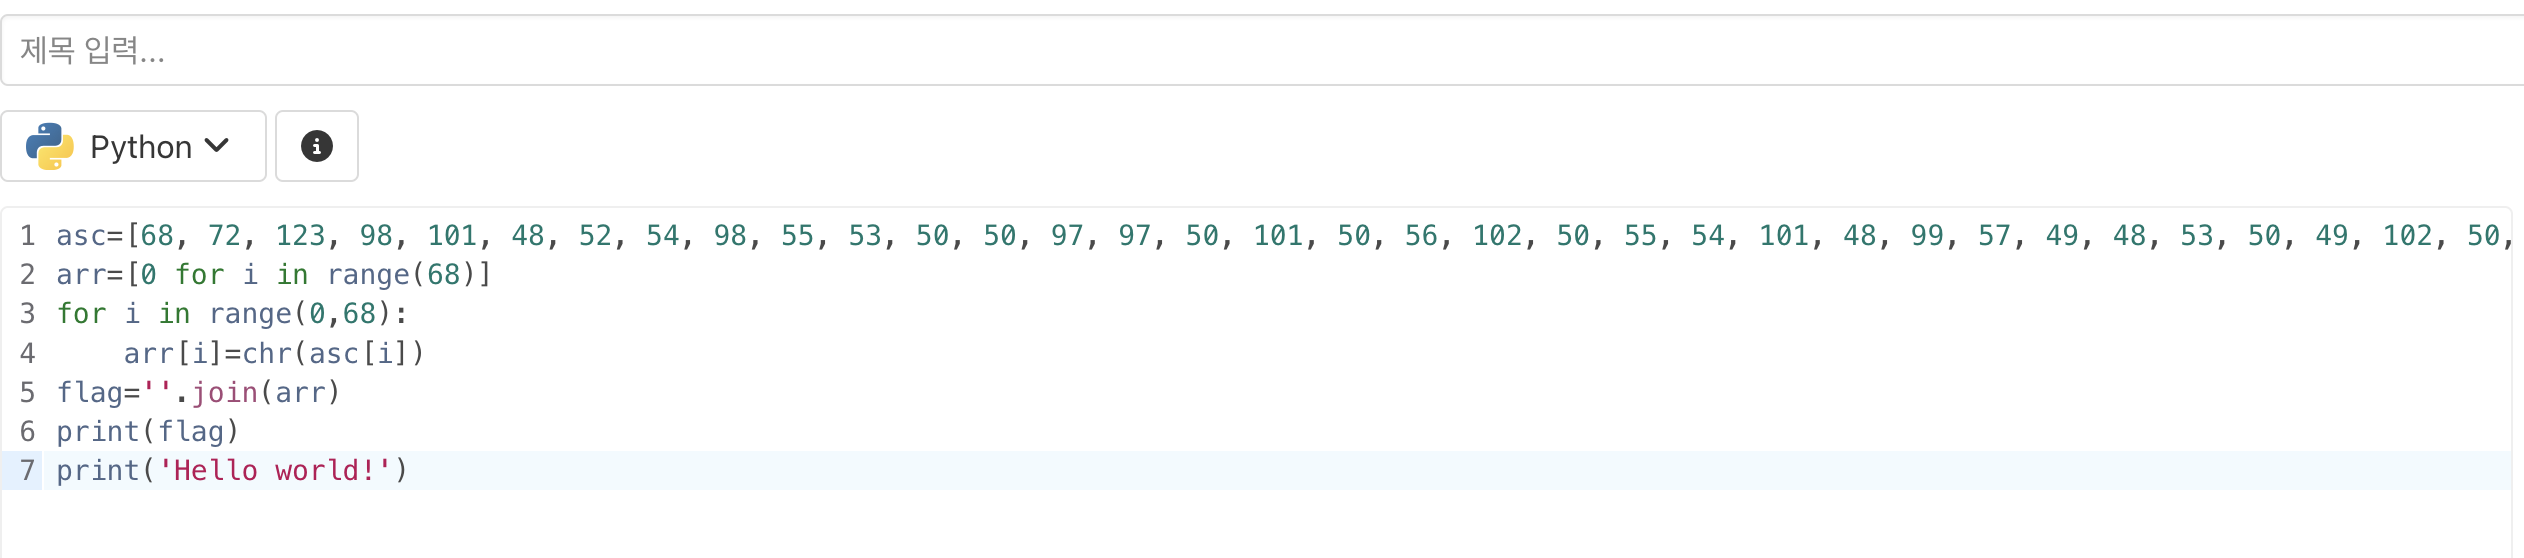 제목 입력...
Python
1 asc=[68, 72, 123, 98, 101, 48, 52, 54, 98, 55, 53, 50, 50, 97, 97, 50, 101, 50, 56, 102, 50, 55, 54, 101, 48, 99, 57, 49, 48, 53, 50, 49, 102, 50,
2 arr=[0 for i in range(68)]
3 for i in range(0,68):
4     arr[i]=chr(asc[i])
5 flag=''.join(arr)
6 print(flag)
7 print('Hello world!')